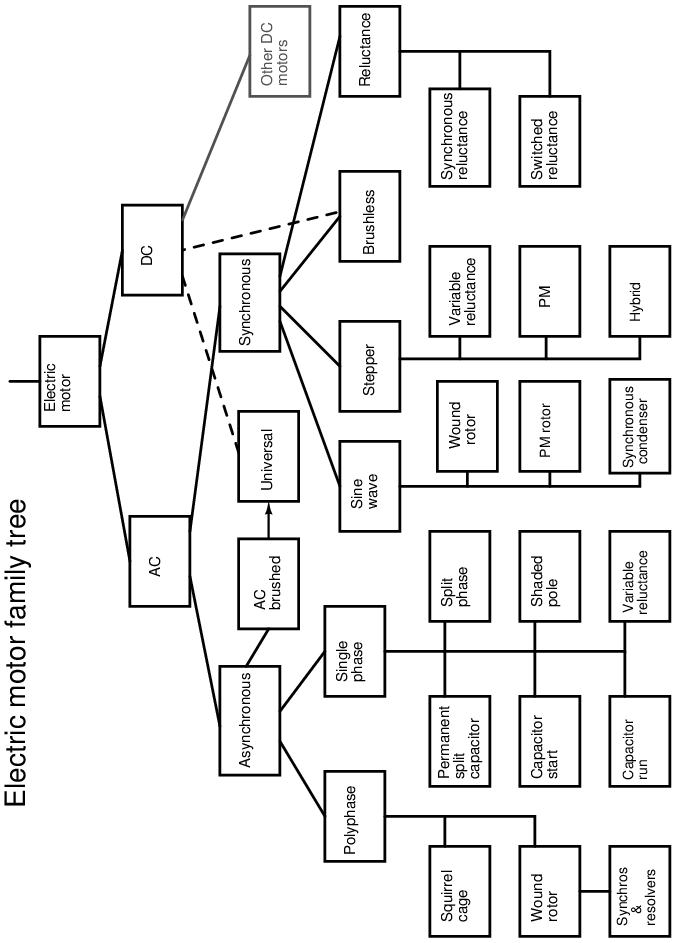 Electric motor family tree
Electric
motor
AC
DC
Other DC
motors
Asynchronous
Synchronous
AC
brushed
Universal
Polyphase
Single
phase
Sine
wave
Stepper
Brushless
Reluctance
Squirrel
cage
Wound
rotor
Synchros
&
resolvers
Permanent
split
capacitor
Split
phase
Capacitor
start
Shaded
pole
Capacitor
run
Variable
reluctance
Wound
rotor
PM rotor
Synchronous
condenser
Variable
reluctance
PM
Hybrid
Synchronous
reluctance
Switched
reluctance